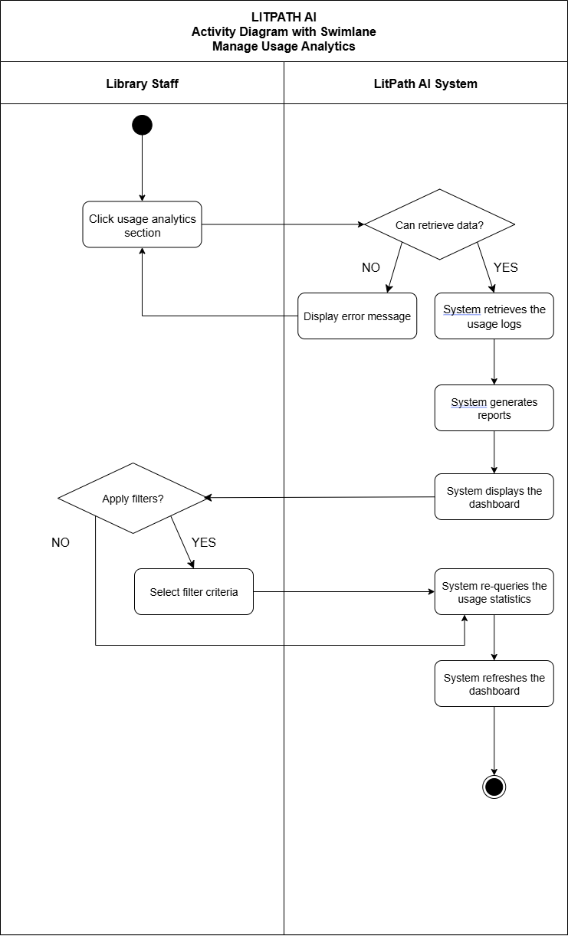 LITPATH AI
Activity Diagram with Swimlane
Manage Usage Analytics
Library Staff
LitPath AI System
Click usage analytics
section
Can retrieve data?
NO
YES
Display error message
System retrieves the
usage logs
System generates
reports
System displays the
dashboard
Apply filters?
NO
YES
Select filter criteria
System re-queries the
usage statistics
System refreshes the
dashboard